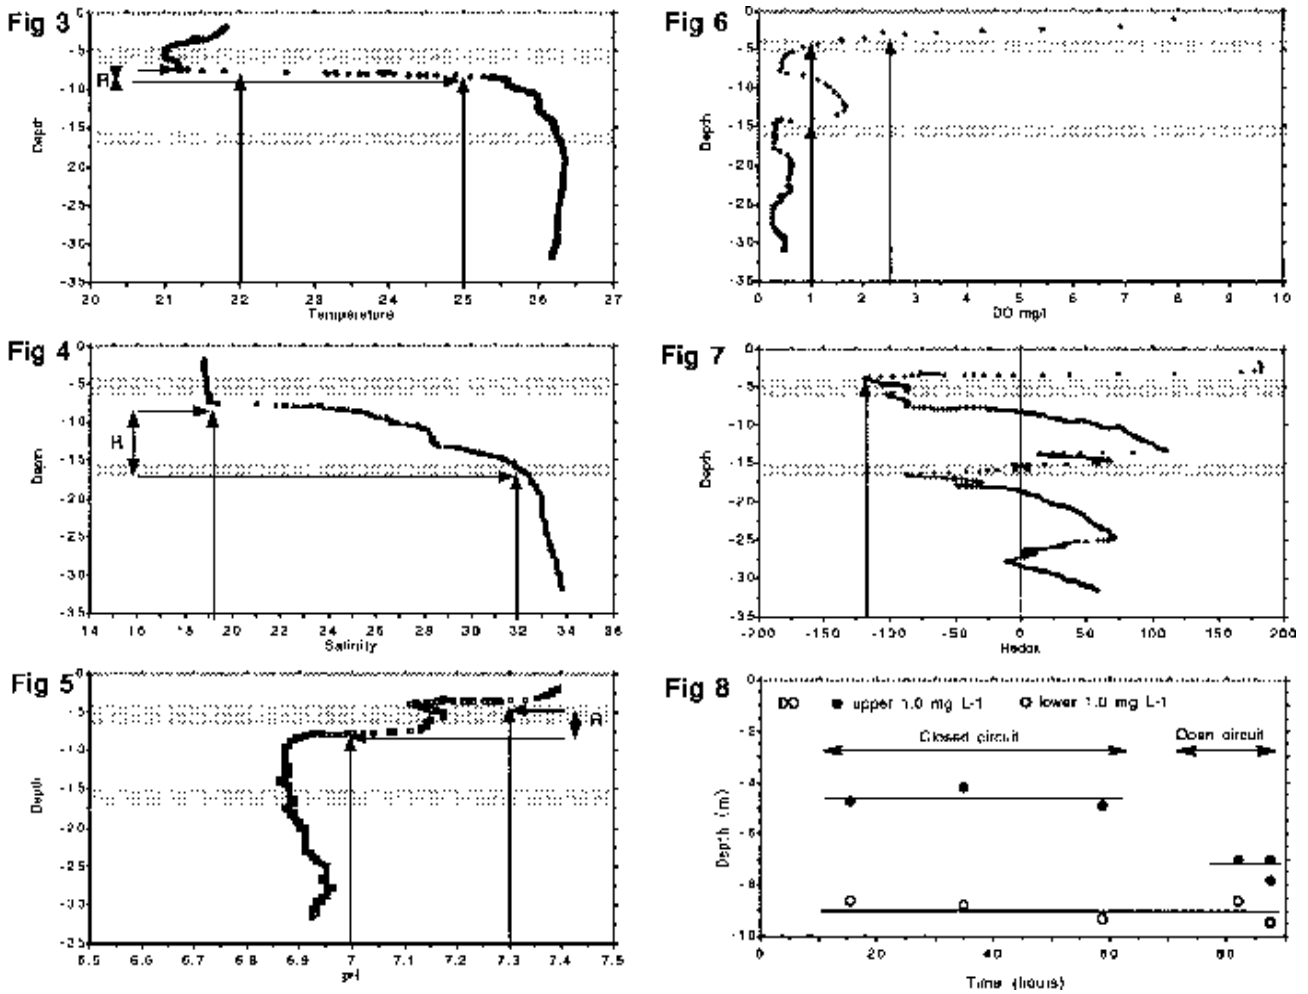 Fig 3
0
-5
-10
-15
-20
-25
-30
-35
Depth
R
20 21 22 23 24 25 26 27
Temperature
Fig 6
0
-5
-10
-15
-20
-25
-30
-35
Depth
0 1 2 3 4 5 6 7 8 9 10
DO mg/l
Fig 4
0
-5
-10
-15
-20
-25
-30
-35
Depth
R
14 16 18 20 22 24 26 28 30 32 34 36
Salinity
Fig 7
0
-5
-10
-15
-20
-25
-30
-35
Depth
-200 -150 -100 -50 0 50 100 150 200
Redox
Fig 5
0
-5
-10
-15
-20
-25
-30
-35
Depth
R
6.5 6.6 6.7 6.8 6.9 7 7.1 7.2 7.3 7.4 7.5
pH
Fig 8
0
-2
-4
-6
-8
-10
Depth (m)
DO ● upper 1.0 mg L-1 ○ lower 1.0 mg L-1
Closed circuit Open circuit
0 20 40 60 80
Time (hours)